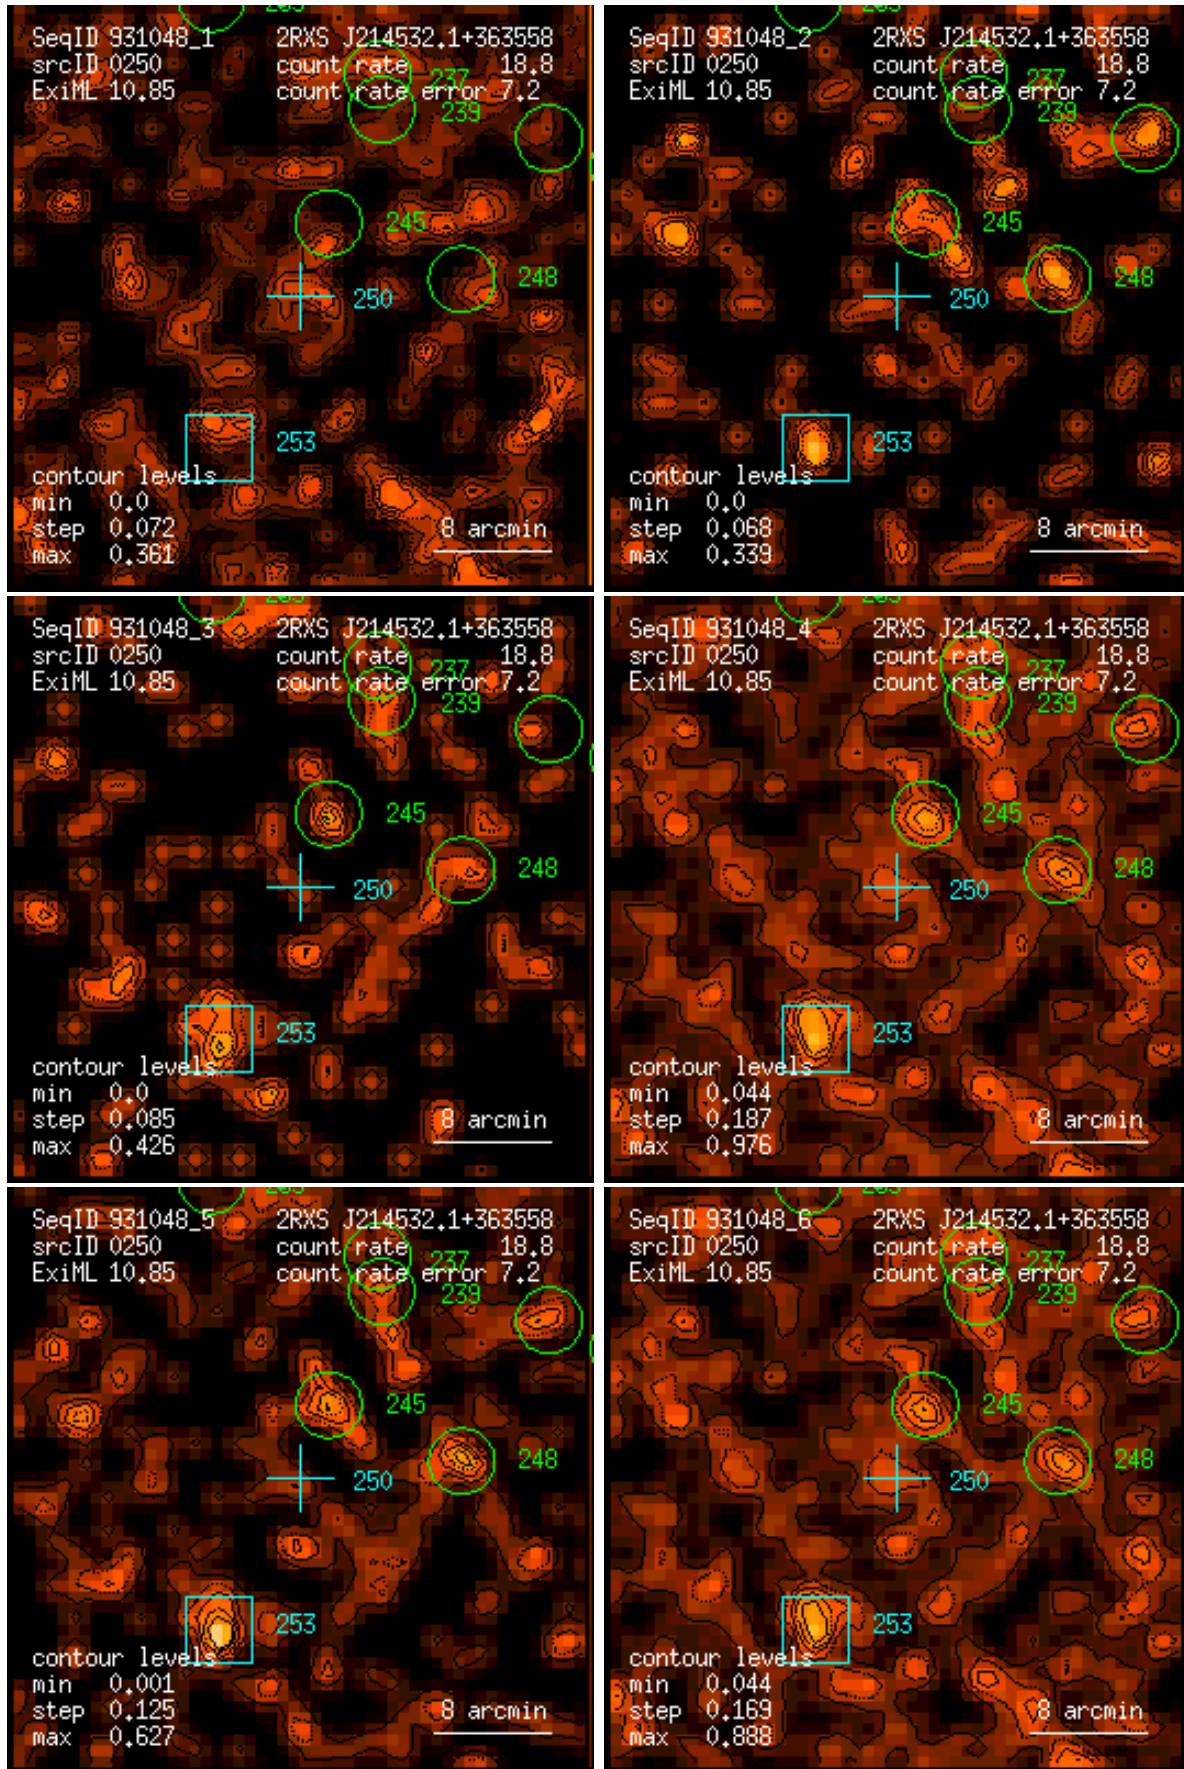 263
SeqID 931048_1 2RXS J214532.1+363558
srcID 0250 count rate 18.8
237
ExiML 10.85 count rate error 7.2
239
245
248
250
253
contour levels
min 0.0
step 0.072 8 arcmin
max 0.361
SeqID 931048_2 2RXS J214532.1+363558
srcID 0250 count rate 18.8
237
ExiML 10.85 count rate error 7.2
239
245
248
250
253
contour levels
min 0.0
step 0.068 8 arcmin
max 0.339
SeqID 931048_3 2RXS J214532.1+363558
srcID 0250 count rate 18.8
237
ExiML 10.85 count rate error 7.2
239
245
248
250
253
contour levels
min 0.0
step 0.085 8 arcmin
max 0.426
SeqID 931048_4 2RXS J214532.1+363558
srcID 0250 count rate 18.8
237
ExiML 10.85 count rate error 7.2
239
245
248
250
253
contour levels
min 0.044
step 0.187 8 arcmin
max 0.976
SeqID 931048_5 2RXS J214532.1+363558
srcID 0250 count rate 18.8
237
ExiML 10.85 count rate error 7.2
239
245
248
250
253
contour levels
min 0.001
step 0.125 8 arcmin
max 0.627
SeqID 931048_6 2RXS J214532.1+363558
srcID 0250 count rate 18.8
237
ExiML 10.85 count rate error 7.2
239
245
248
250
253
contour levels
min 0.044
step 0.169 8 arcmin
max 0.888